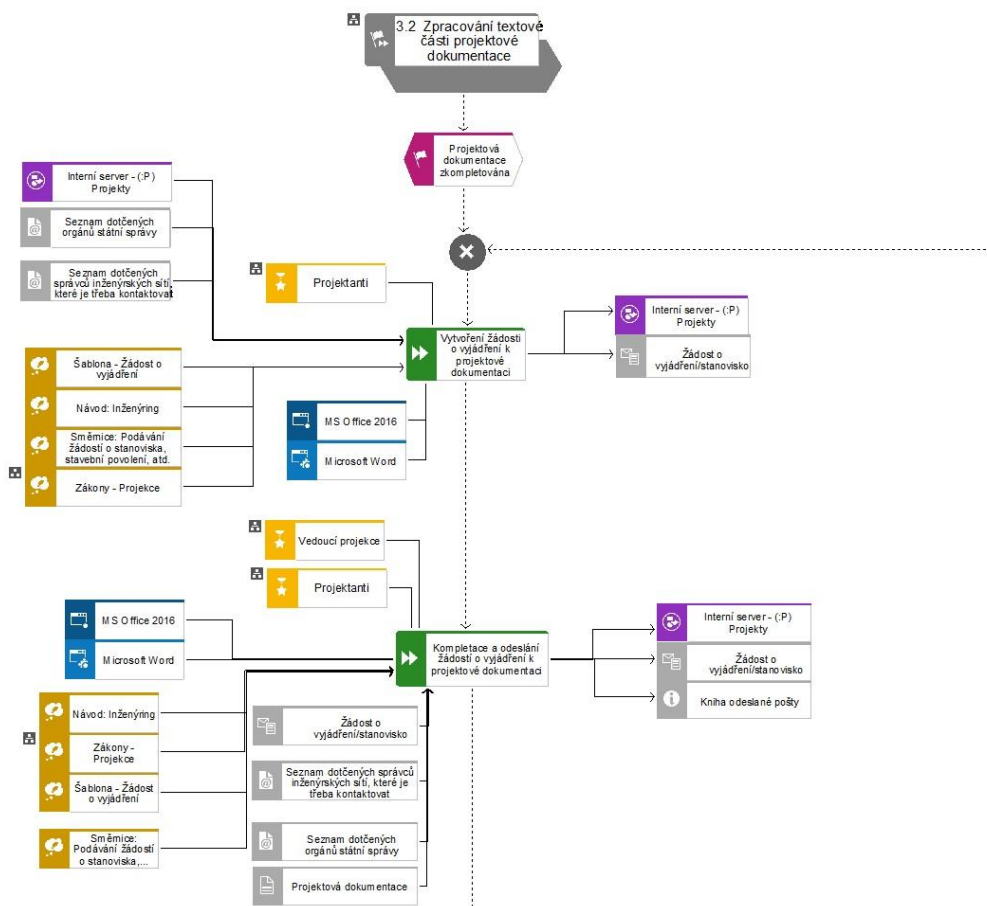 3.2 Zpracování textové
části projektové
dokumentace
Projektová
dokumentace
zkompletována
Interní server - (:P)
Projekty
Seznam dotčených
orgánů státní správy
Seznam dotčených
správců inženýrských sítí,
které je třeba kontaktovat
Projektanti
Vytvoření žádosti
o vyjádření k
projektové
dokumentaci
Interní server - (:P)
Projekty
Žádost o
vyjádření/stanovisko
Šablona - Žádost o
vyjádření
Návod: Inženýring
Směrnice: Podávání
žádostí o stanoviska,
stavební povolení, atd.
Zákony - Projekce
MS Office 2016
Microsoft Word
Vedoucí projekce
Projektanti
MS Office 2016
Microsoft Word
Kompletace a odeslání
žádostí o vyjádření k
projektové dokumentaci
Interní server - (:P)
Projekty
Žádost o
vyjádření/stanovisko
Kniha odeslané pošty
Návod: Inženýring
Zákony -
Projekce
Šablona - Žádost
o vyjádření
Směrnice:
Podávání žádostí
o stanoviska,...
Žádost o
vyjádření/stanovisko
Seznam dotčených správců
inženýrských sítí, které je
třeba kontaktovat
Seznam dotčených
orgánů státní správy
Projektová dokumentace